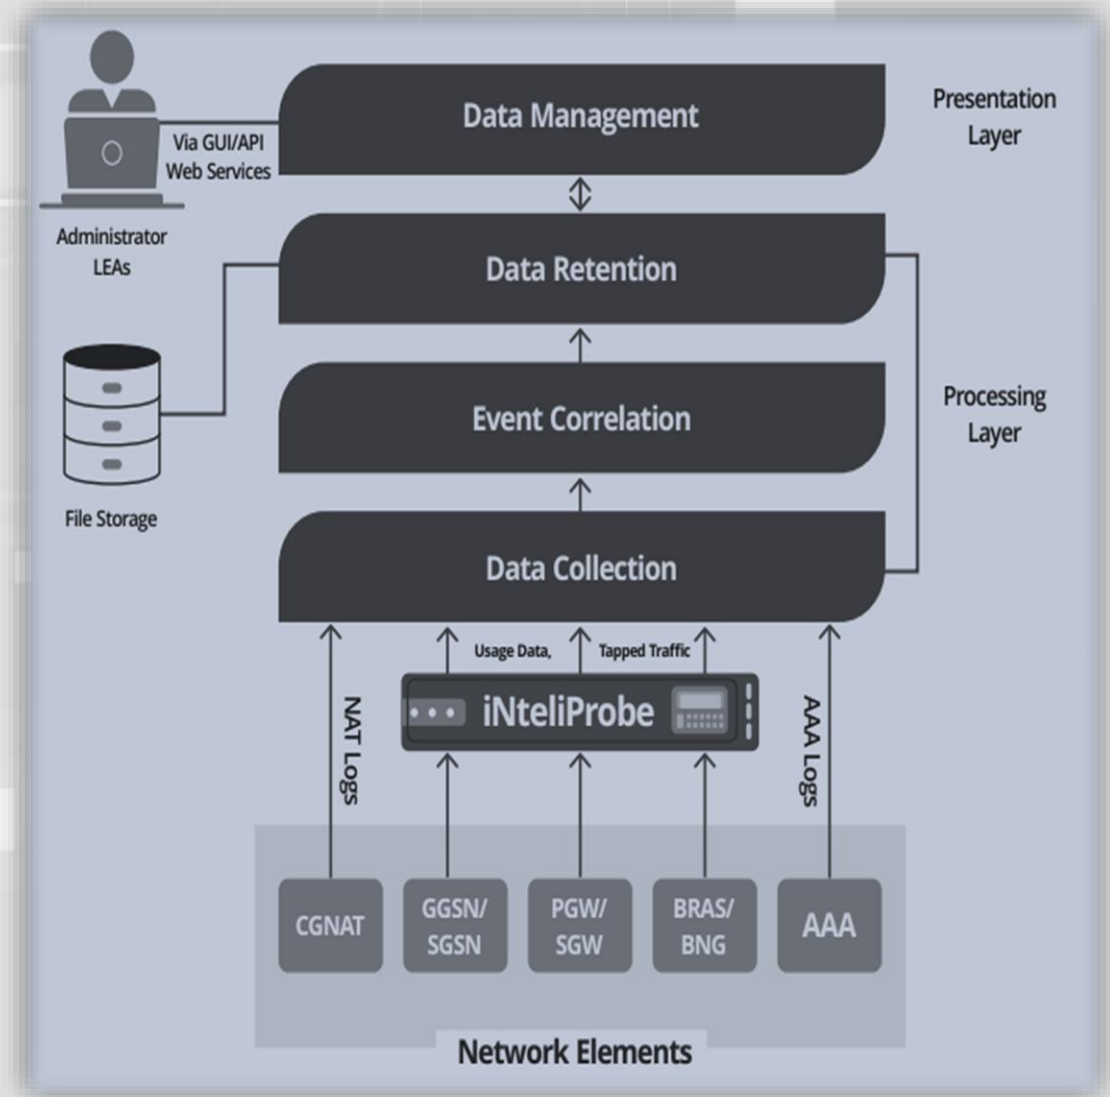 Data Management
Presentation
Layer
Via GUI/API
Web Services
Administrator
LEAs
Data Retention
Event Correlation
Processing
Layer
File Storage
Data Collection
Usage Data,
Tapped Traffic
NAT Logs
iNteliProbe
AAA Logs
CGNAT
GGSN/
SGSN
PGW/
SGW
BRAS/
BNG
AAA
Network Elements